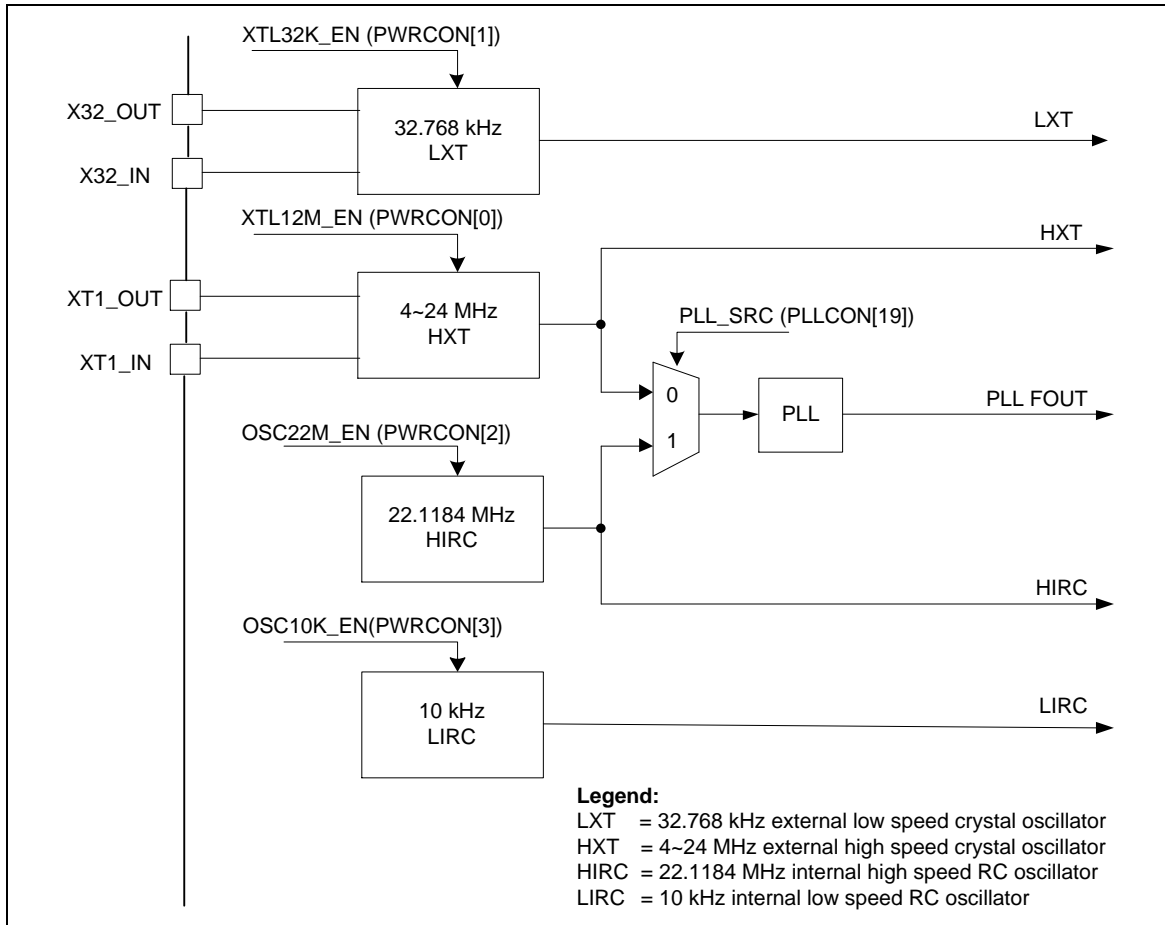 XTL32K_EN (PWRCON[1])
X32_OUT
X32_IN
32.768 kHz
LXT
LXT
XTL12M_EN (PWRCON[0])
XT1_OUT
XT1_IN
4~24 MHz
HXT
HXT
PLL_SRC (PLLCON[19])
0
1
PLL
PLL FOUT
OSC22M_EN (PWRCON[2])
22.1184 MHz
HIRC
HIRC
OSC10K_EN(PWRCON[3])
10 kHz
LIRC
LIRC
Legend:
LXT = 32.768 kHz external low speed crystal oscillator
HXT = 4~24 MHz external high speed crystal oscillator
HIRC = 22.1184 MHz internal high speed RC oscillator
LIRC = 10 kHz internal low speed RC oscillator